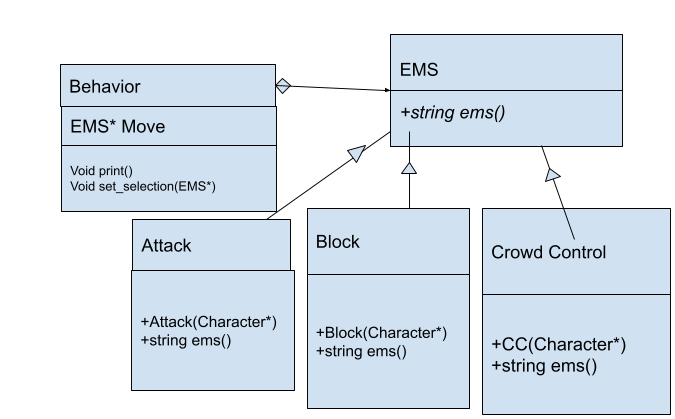 Behavior
EMS* Move
Void print()
Void set_selection(EMS*)
EMS
+string ems()
Attack
+Attack(Character*)
+string ems()
Block
+Block(Character*)
+string ems()
Crowd Control
+CC(Character*)
+string ems()